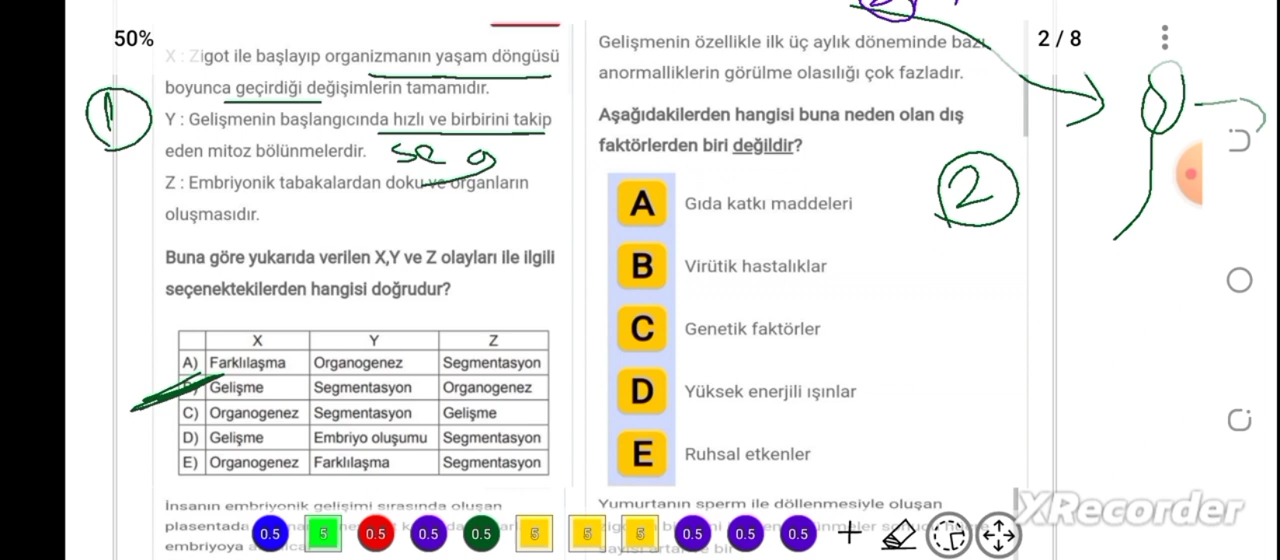 50%
X : Zigot ile başlayıp organizmanın yaşam döngüsü
boyunca geçirdiği değişimlerin tamamıdır.
Y : Gelişmenin başlangıcında hızlı ve birbirini takip
eden mitoz bölünmelerdir.
seg
Z : Embriyonik tabakalardan doku ve organların
oluşmasıdır.
1
Buna göre yukarıda verilen X,Y ve Z olayları ile ilgili
seçenektekilerden hangisi doğrudur?
X Y Z
A) Farklılaşma Organogenez Segmentasyon
B) Gelişme Segmentasyon Organogenez
C) Organogenez Segmentasyon Gelişme
D) Gelişme Embriyo oluşumu Segmentasyon
E) Organogenez Farklılaşma Segmentasyon
İnsanın embriyonik gelişimi sırasında oluşan
plasentada
embriyoya
Gelişmenin özellikle ilk üç aylık döneminde bazı
anormalliklerin görülme olasılığı çok fazladır.
Aşağıdakilerden hangisi buna neden olan dış
faktörlerden biri değildir?
2
A Gıda katkı maddeleri
B Virütik hastalıklar
C Genetik faktörler
D Yüksek enerjili ışınlar
E Ruhsal etkenler
Yumurtanın sperm ile döllenmesiyle oluşan
2 / 8
0.5 5 0.5 0.5 0.5 5 5 5 0.5 0.5 0.5
XRecorder